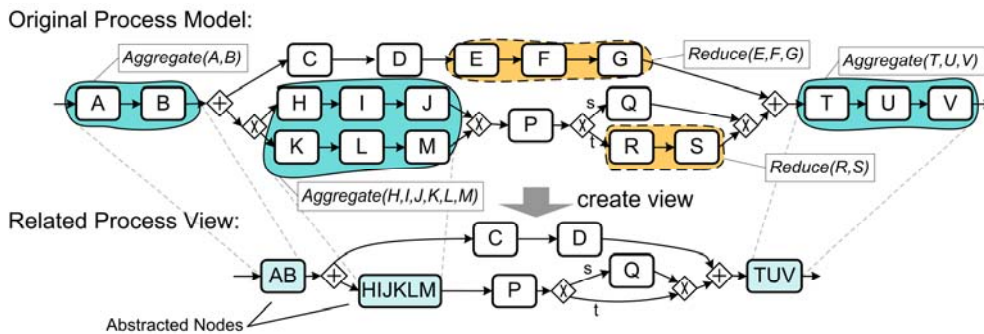 Original Process Model:
Aggregate(A,B)
C D E F G
Reduce(E,F,G)
Aggregate(T,U,V)
A B + H I J s Q + T U V
X X P X X
K L M t R S
Aggregate(H,I,J,K,L,M)
Reduce(R,S)
create view
Related Process View:
C D
AB + s Q + TUV
HIJKLM P X X
t
Abstracted Nodes